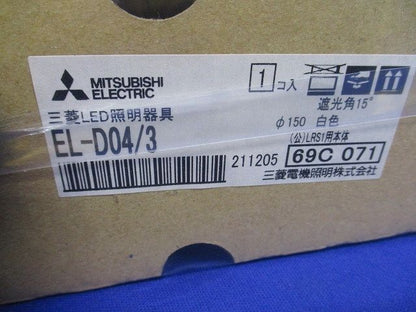 MITSUBISHI
ELECTRIC
1コ入
三菱LED照明器具
遮光角15°
EL-D04/3
φ150 白色
(公)LRS1用本体
211205
69C 071
三菱電機照明株式会社